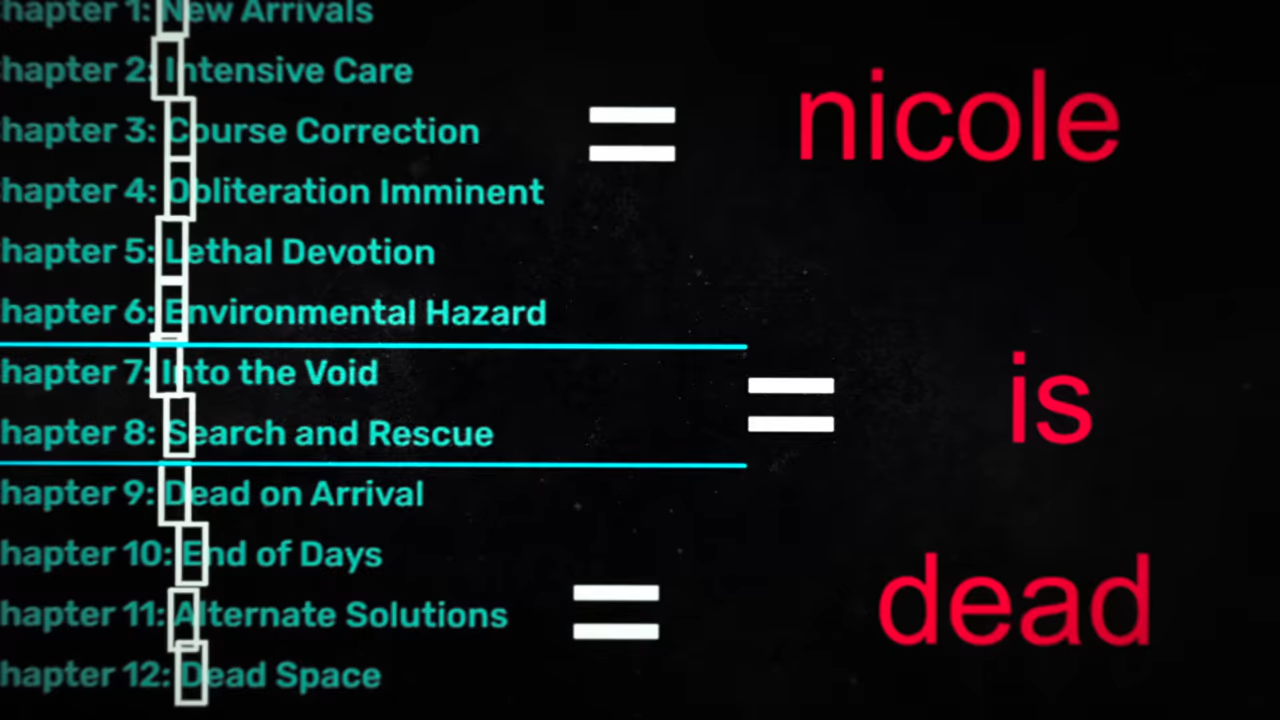 hapter 1: New Arrivals
hapter 2: Intensive Care
hapter 3: Course Correction
hapter 4: Obliteration Imminent
hapter 5: Lethal Devotion
hapter 6: Environmental Hazard
= nicole
hapter 7: Into the Void
hapter 8: Search and Rescue
= is
hapter 9: Dead on Arrival
hapter 10: End of Days
hapter 11: Alternate Solutions
hapter 12: Dead Space
= dead